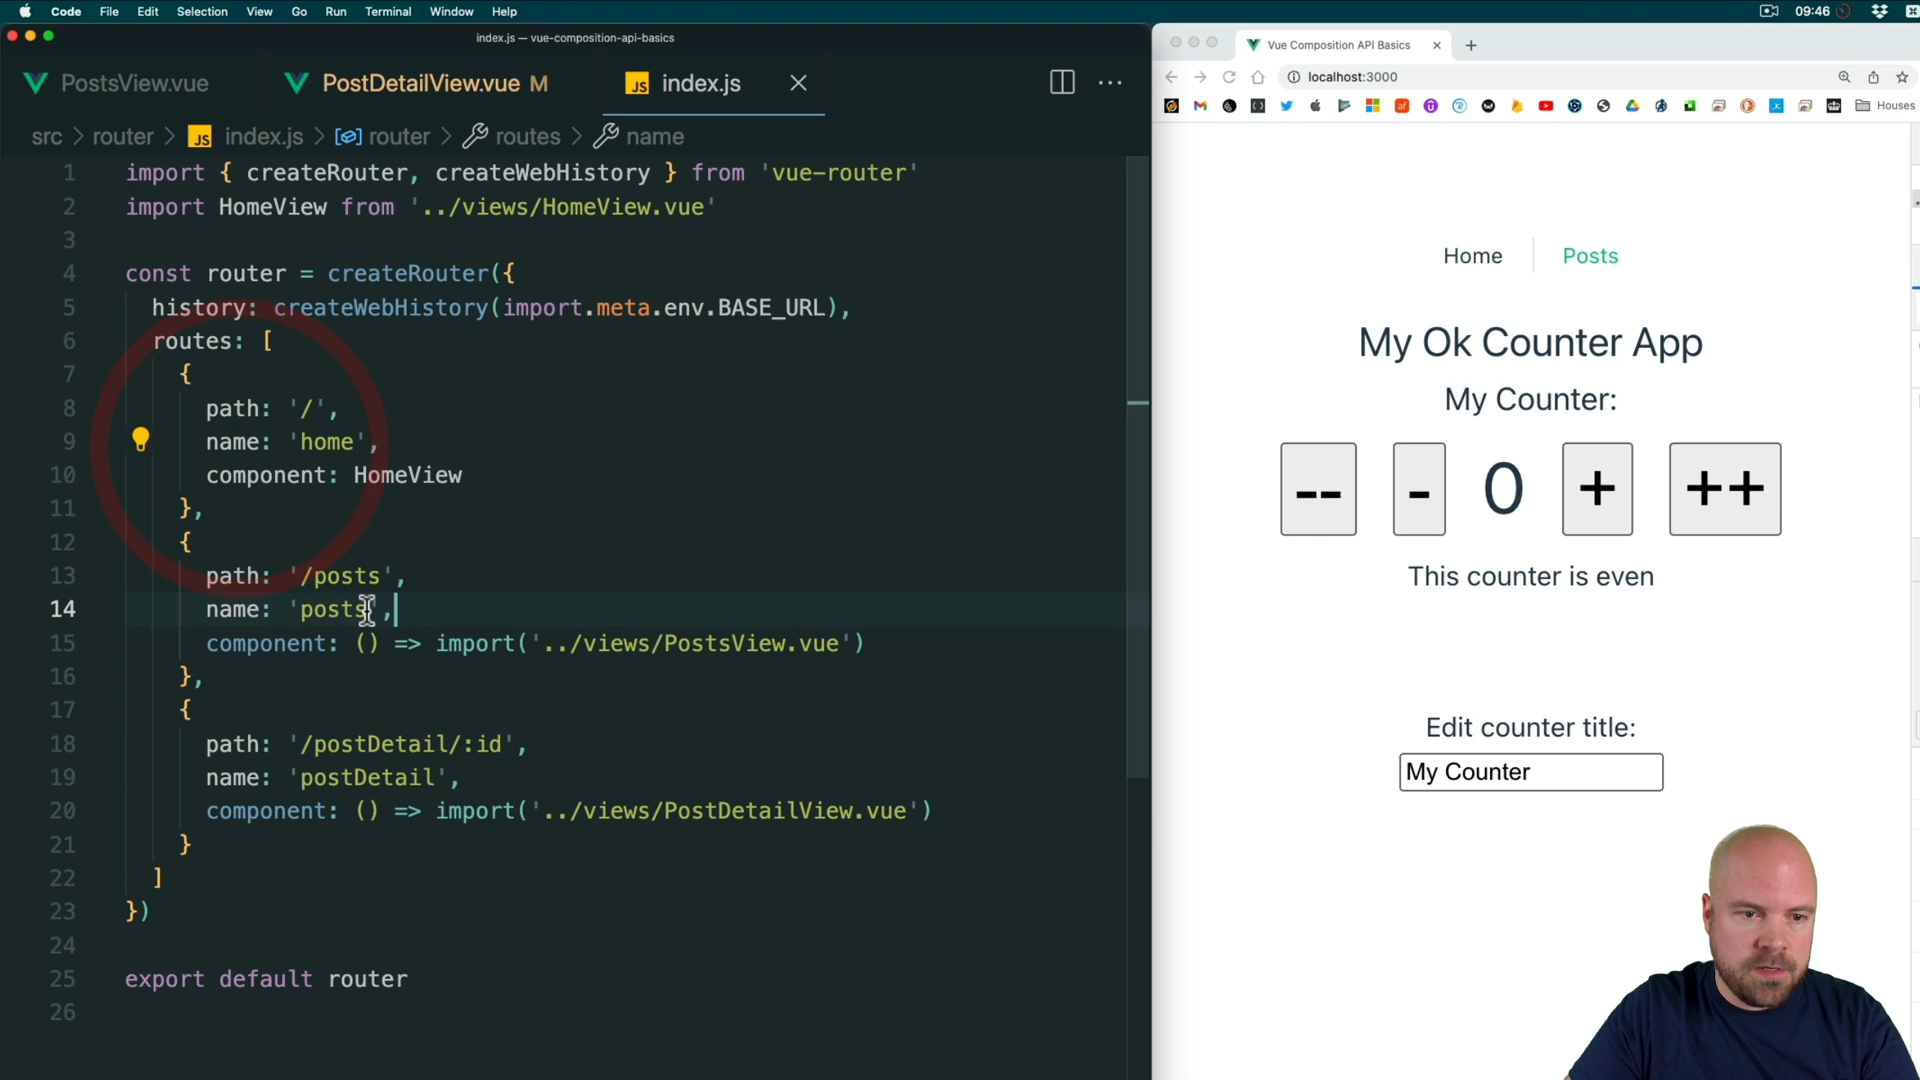 Code File Edit Selection View Go Run Terminal Window Help 09:46
index.js — vue-composition-api-basics
PostsView.vue PostDetailView.vue M JS index.js
src > router > JS index.js > router > routes > name
1 import { createRouter, createWebHistory } from 'vue-router'
2 import HomeView from '../views/HomeView.vue'
3
4 const router = createRouter({
5 history: createWebHistory(import.meta.env.BASE_URL),
6 routes: [
7 {
8 path: '/',
9 name: 'home',
10 component: HomeView
11 },
12 {
13 path: '/posts',
14 name: 'posts',
15 component: () => import('../views/PostsView.vue')
16 },
17 {
18 path: '/postDetail/:id',
19 name: 'postDetail',
20 component: () => import('../views/PostDetailView.vue')
21 }
22 ]
23 })
24
25 export default router
26
Vue Composition API Basics
localhost:3000
Houses
Home Posts
My Ok Counter App
My Counter:
-- - 0 + ++
This counter is even
Edit counter title:
My Counter